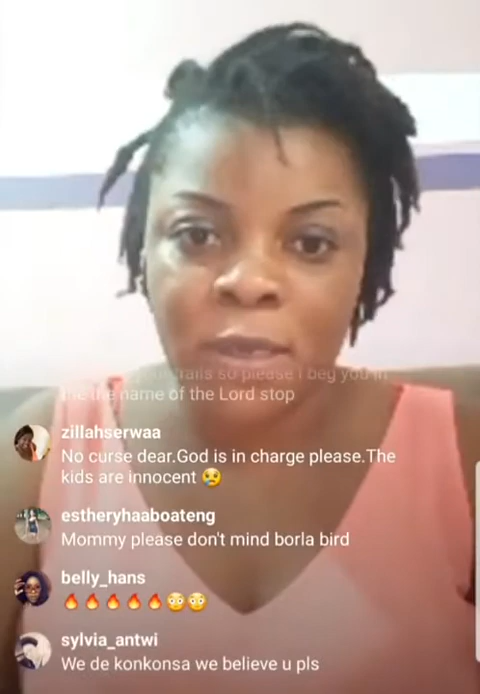 so please I beg you in
the name of the Lord stop
zillahserwaa
No curse dear.God is in charge please.The
kids are innocent 😢
estheryhaaboateng
Mommy please don't mind borla bird
belly_hans
🔥🔥🔥🔥🔥😳😳
sylvia_antwi
We de konkonsa we believe u pls